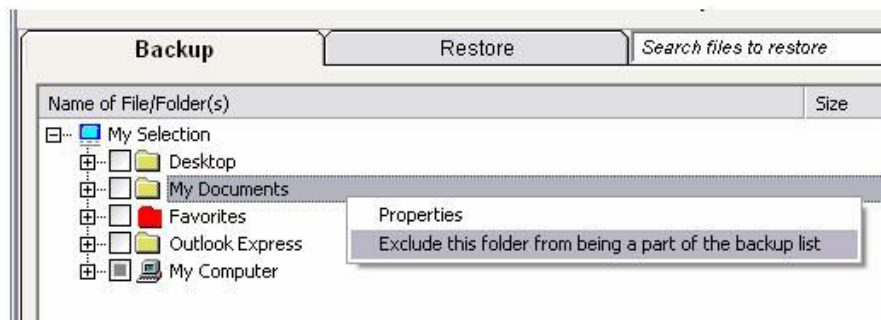 Backup Restore Search files to restore
Name of File/Folder(s) Size
My Selection
Desktop
My Documents
Favorites Properties
Outlook Express Exclude this folder from being a part of the backup list
My Computer